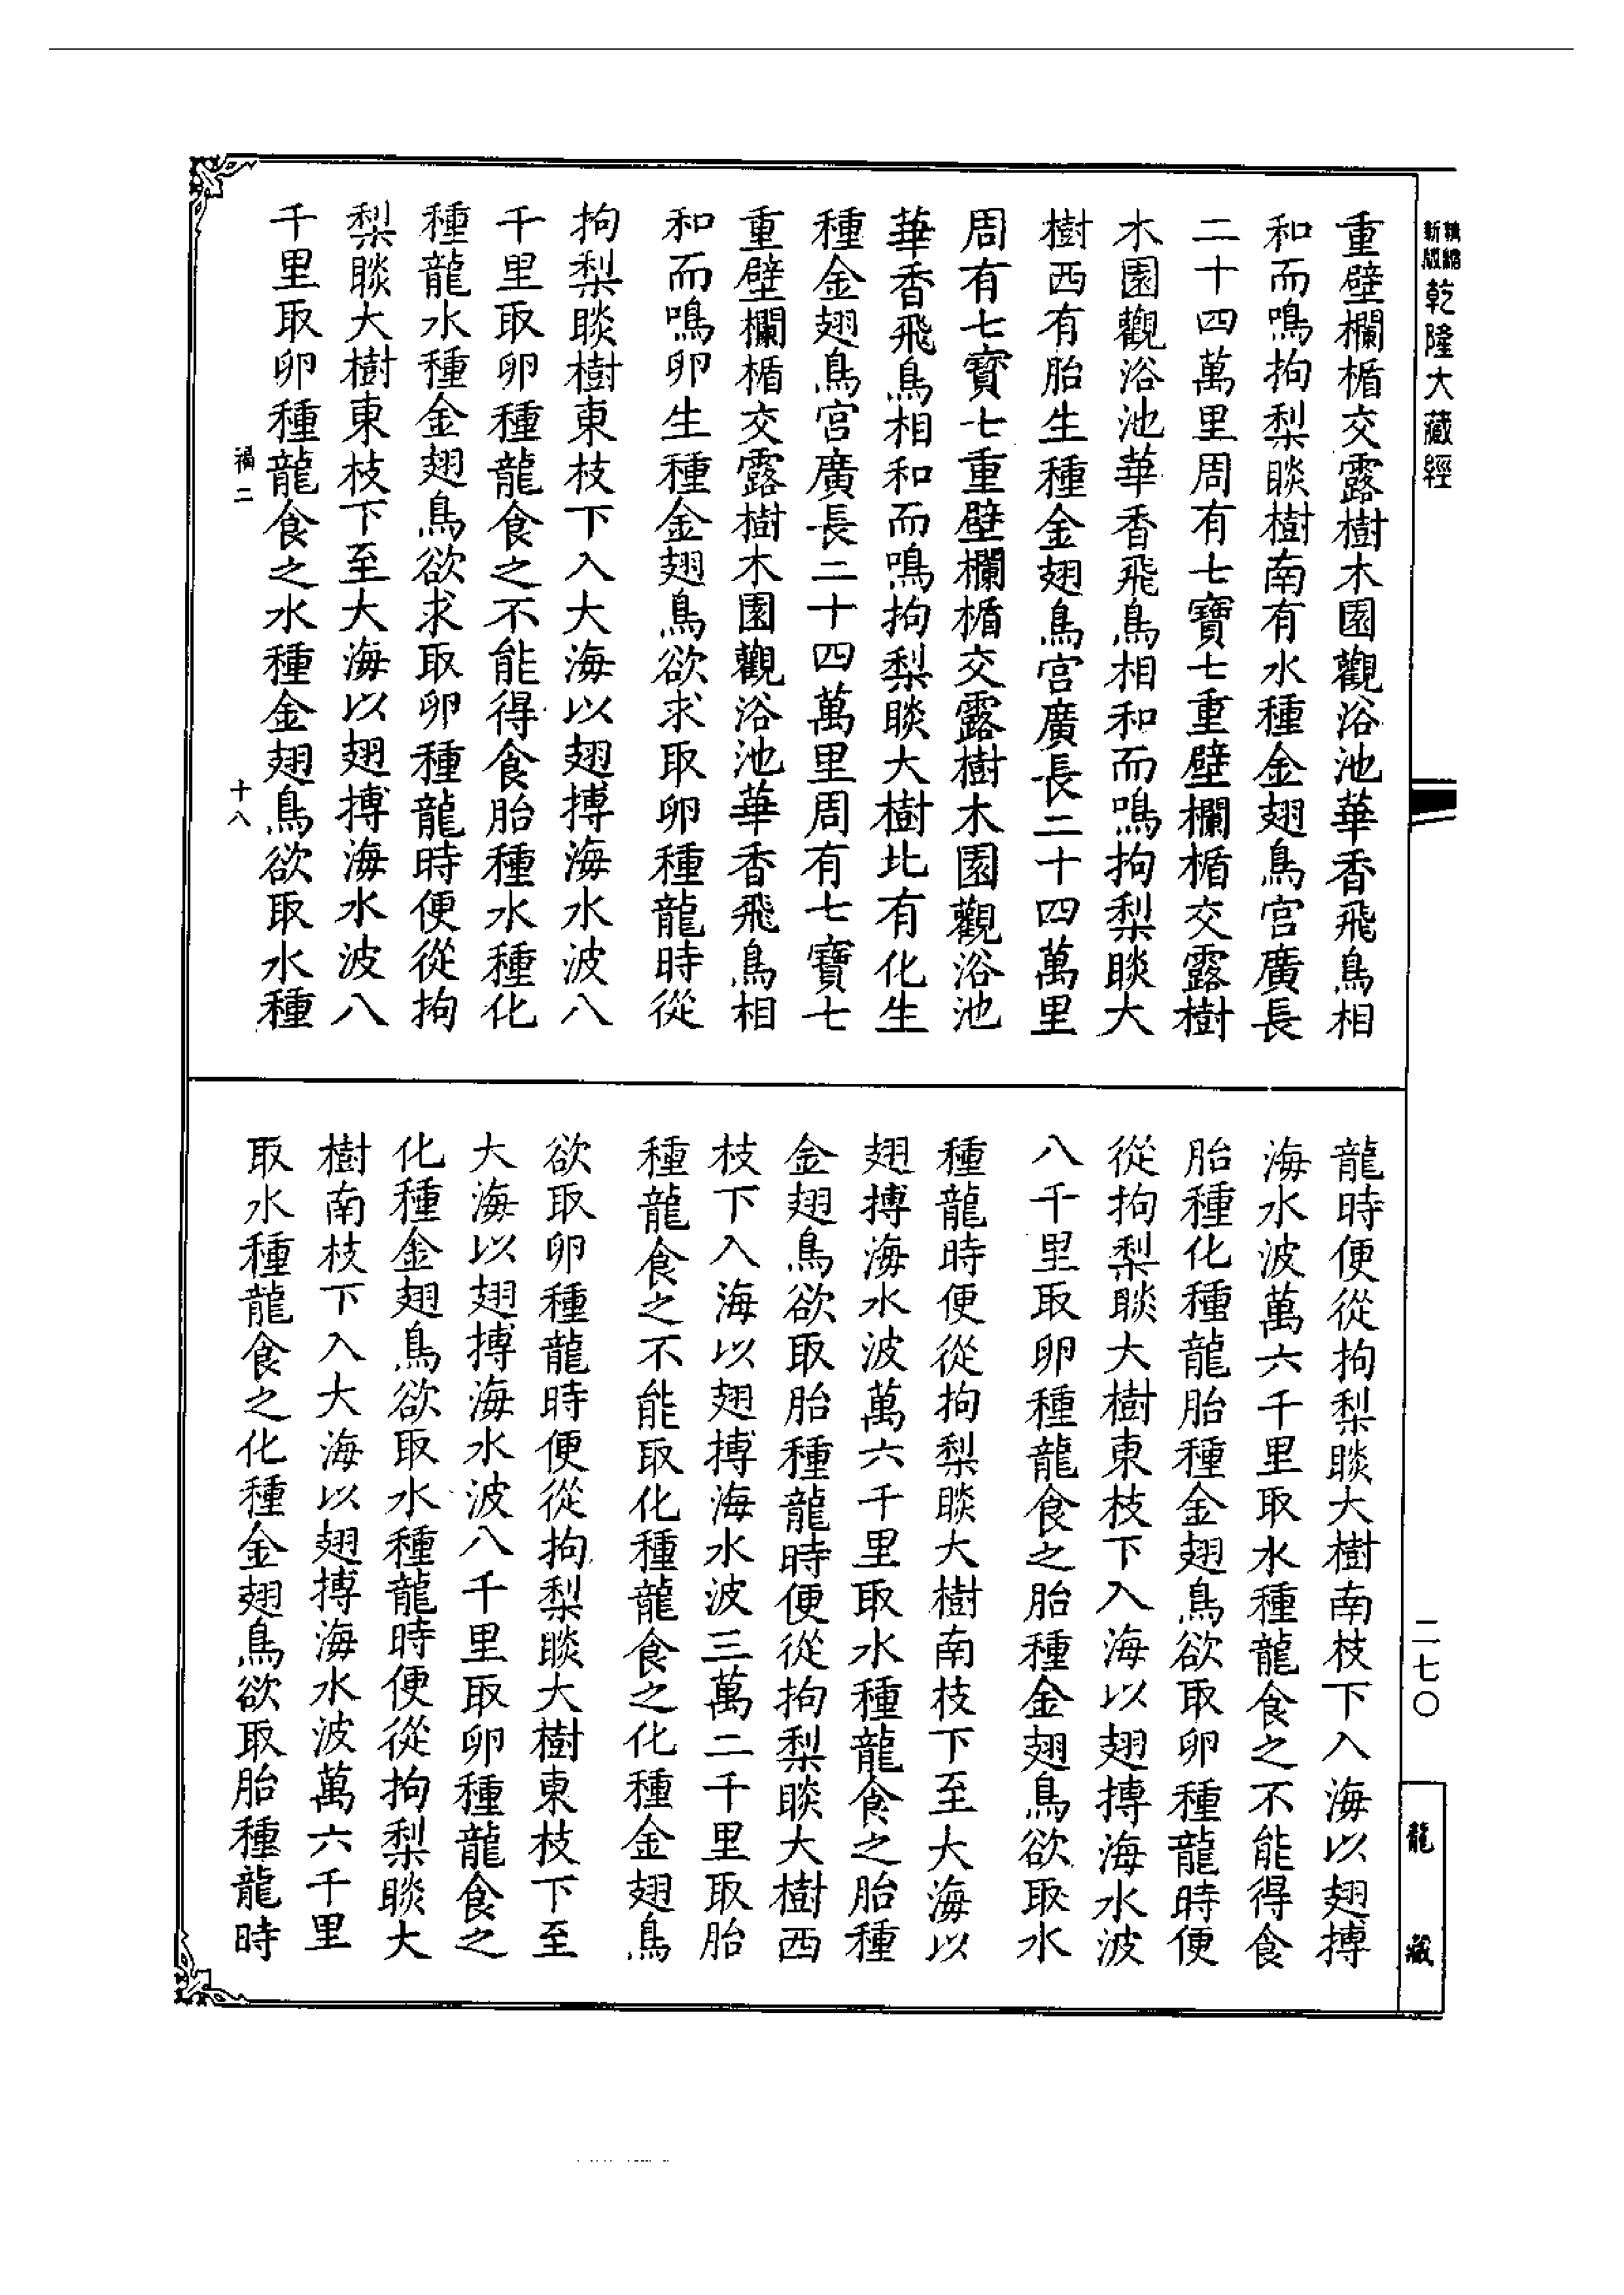 精縮新版乾隆大藏經
重壁欄楯交露樹木園觀浴池華香飛鳥相
和而鳴拘梨睒樹南有水種金翅鳥宮廣長
二十四萬里周有七寶七重壁欄楯交露樹
木園觀浴池華香飛鳥相和而鳴拘梨睒大
樹西有胎生種金翅鳥宮廣長二十四萬里
周有七寳七重壁欄楯交露樹木園觀浴池
華香飛鳥相和而鳴拘梨睒大樹北有化生
種金翅鳥宮廣長二十四萬里周有七寶七
重壁欄楯交露樹木園觀浴池華香飛鳥相
和而鳴卵生種金翅鳥欲求取卵種龍時從
拘梨睒樹東枝下入大海以翅搏海水波八
千里取卵種龍食之不能得食胎種水種化
種龍水種金翅鳥欲求取卵種龍時便從拘
梨睒大樹東枝下至大海以翅搏海水波八
千里取卵種龍食之水種金翅鳥欲取水種
福二 十八
龍時便從拘梨睒大樹南枝下入海以翅搏
海水波萬六千里取水種龍食之不能得食
胎種化種龍胎種金翅鳥欲取卵種龍時便
從拘梨睒大樹東枝下入海以翅搏海水波
八千里取卵種龍食之胎種金翅鳥欲取水
種龍時便從拘梨睒大樹南枝下至大海以
翅搏海水波萬六千里取水種龍食之胎種
金翅鳥欲取胎種龍時便從拘梨睒大樹西
枝下入海以翅搏海水波三萬二千里取胎
種龍食之不能取化種龍食之化種金翅鳥
欲取卵種龍時便從拘梨睒大樹東枝下至
大海以翅搏海水波八千里取卵種龍食之
化種金翅鳥欲取水種龍時便從拘梨睒大
樹南枝下入大海以翅搏海水波萬六千里
取水種龍食之化種金翅鳥欲取胎種龍時
二七〇
龍藏